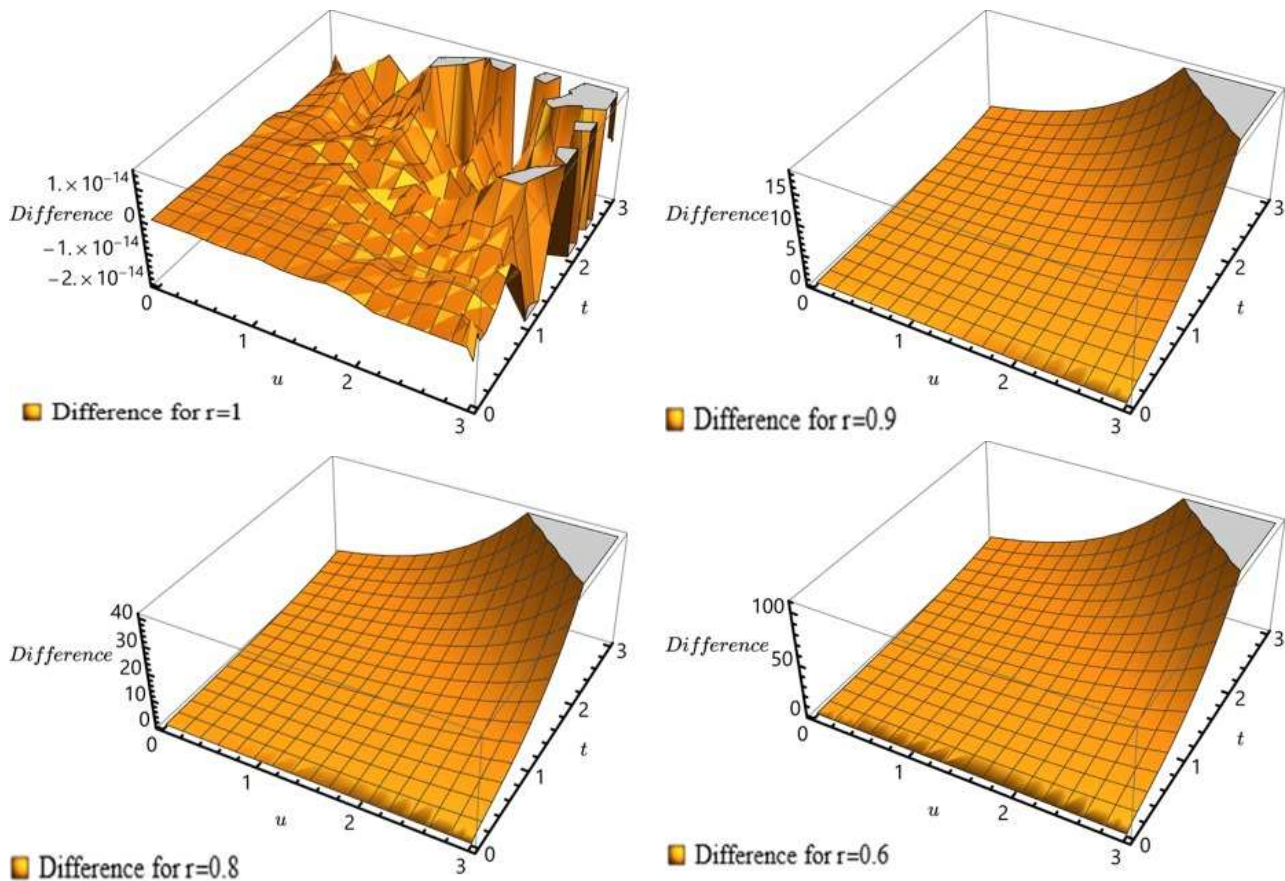 1.×10⁻¹⁴
Difference 0
−1.×10⁻¹⁴
−2.×10⁻¹⁴
0
1
2
3
u
0
1
2
3
t
Difference for r=1
15
Difference 10
5
0
0
1
2
3
u
0
1
2
3
t
Difference for r=0.9
40
30
Difference
20
10
0
0
1
2
3
u
0
1
2
3
t
Difference for r=0.8
100
Difference
50
0
0
1
2
3
u
0
1
2
3
t
Difference for r=0.6